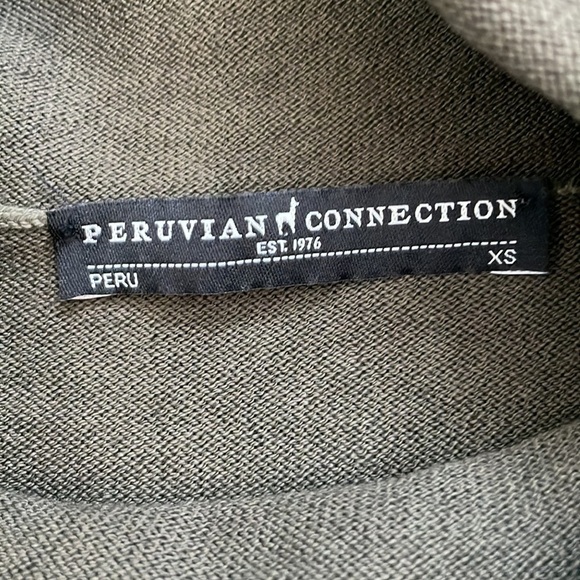 PERUVIAN CONNECTION
EST. 1976
PERU XS